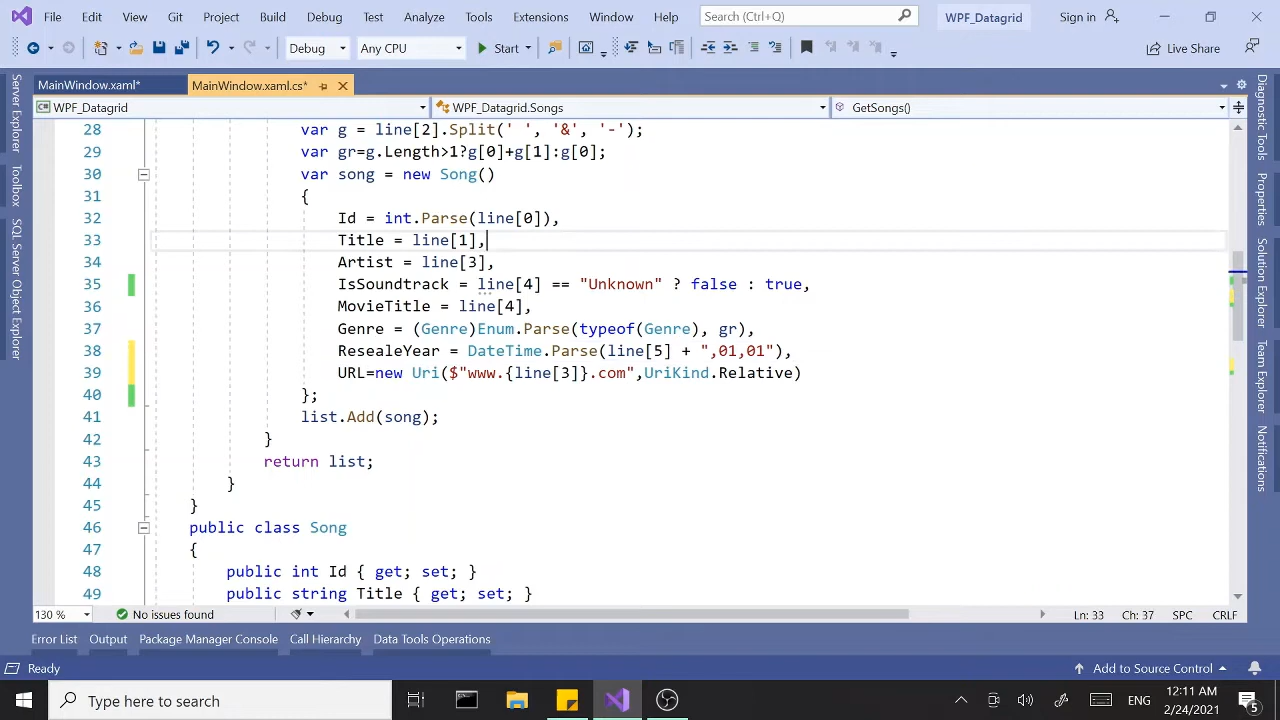 File Edit View Git Project Build Debug Test Analyze Tools Extensions Window Help Search (Ctrl+Q) WPF_Datagrid Sign in
Debug Any CPU Start Live Share
MainWindow.xaml* MainWindow.xaml.cs*
WPF_Datagrid WPF_Datagrid.Songs GetSongs()
28 var g = line[2].Split(' ', '&', '-');
29 var gr=g.Length>1?g[0]+g[1]:g[0];
30 var song = new Song()
31 {
32 Id = int.Parse(line[0]),
33 Title = line[1],
34 Artist = line[3],
35 IsSoundtrack = line[4] == "Unknown" ? false : true,
36 MovieTitle = line[4],
37 Genre = (Genre)Enum.Parse(typeof(Genre), gr),
38 ResealeYear = DateTime.Parse(line[5] + ",01,01"),
39 URL=new Uri($"www.{line[3]}.com",UriKind.Relative)
40 };
41 list.Add(song);
42 }
43 return list;
44 }
45 }
46 public class Song
47 {
48 public int Id { get; set; }
49 public string Title { get; set; }
Server Explorer
Toolbox
SQL Server Object Explorer
Diagnostic Tools
Properties
Solution Explorer
Team Explorer
Notifications
130 % No issues found Ln: 33 Ch: 37 SPC CRLF
Error List Output Package Manager Console Call Hierarchy Data Tools Operations
Ready Add to Source Control
Type here to search ENG
:11 AM
2/24/2021
5